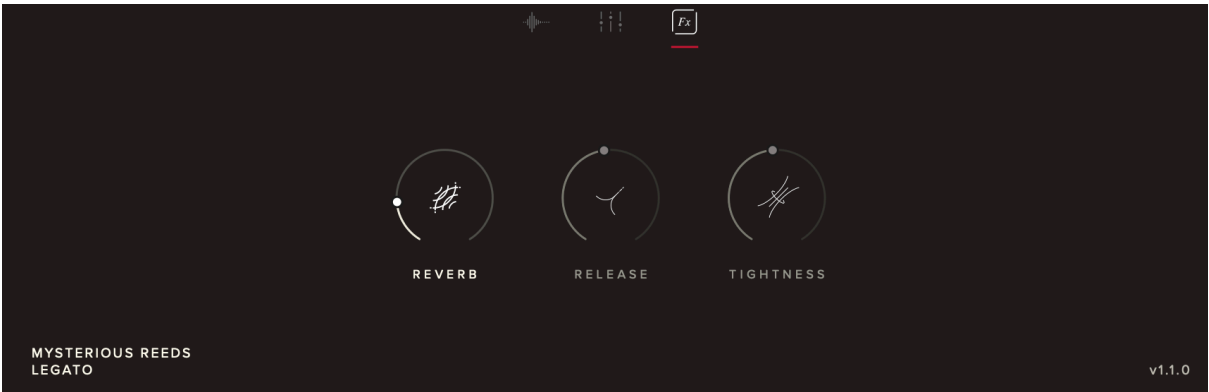 Fx
REVERB
RELEASE
TIGHTNESS
MYSTERIOUS REEDS
LEGATO
v1.1.0